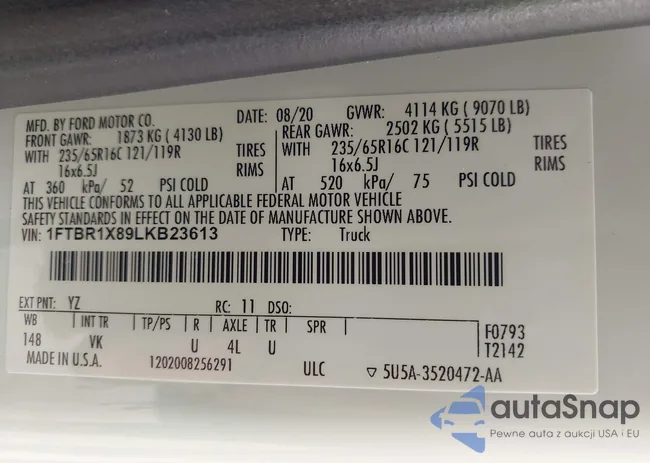 MFD. BY FORD MOTOR CO.
DATE: 08/20 GVWR: 4114 KG ( 9070 LB)
FRONT GAWR: 1873 KG ( 4130 LB)
REAR GAWR: 2502 KG ( 5515 LB)
WITH 235/65R16C 121/119R TIRES
WITH 235/65R16C 121/119R TIRES
16x6.5J RIMS
16x6.5J RIMS
AT 360 kPa/ 52 PSI COLD
AT 520 kPa/ 75 PSI COLD
THIS VEHICLE CONFORMS TO ALL APPLICABLE FEDERAL MOTOR VEHICLE
SAFETY STANDARDS IN EFFECT ON THE DATE OF MANUFACTURE SHOWN ABOVE.
VIN: 1FTBR1X89LKB23613 TYPE: Truck
EXT PNT: YZ RC: 11 DSO:
WB INT TR TP/PS R AXLE TR SPR
148 VK U 4L U
F0793
T2142
MADE IN U.S.A. 1202008256291 ULC ▽ 5U5A-3520472-AA
autaSnap
Pewne auta z aukcji USA i EU